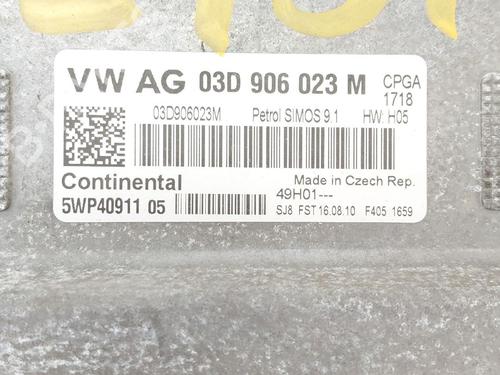 VW AG 03D 906 023 M CPGA
1718
03D906023M Petrol SIMOS 9.1 HW: H05
Continental Made in Czech Rep.
49H01---
5WP40911 05 SJ8 FST 16.08.10 F405 1659